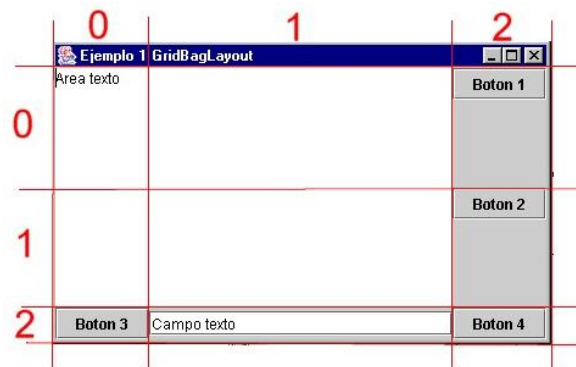 0 1 2
Ejemplo 1 GridBagLayout
Area texto
Boton 1
0
Boton 2
1
2
Boton 3
Campo texto
Boton 4